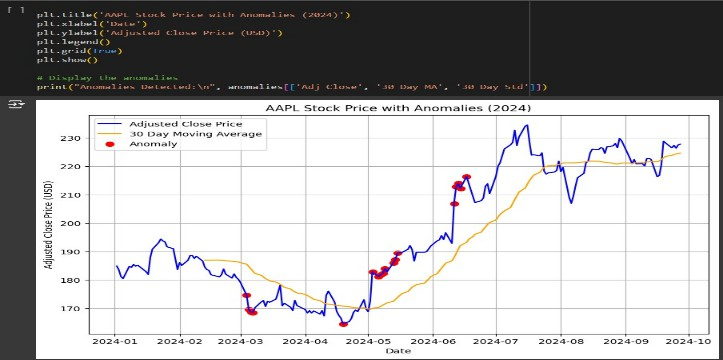 [ ]
plt.title('AAPL Stock Price with Anomalies (2024)')
plt.xlabel('Date')
plt.ylabel('Adjusted Close Price (USD)')
plt.legend()
plt.grid(True)
plt.show()
# Display the anomalies
print("Anomalies Detected:\n", anomalies[['Adj Close', '30 Day MA', '30 Day Std']])
AAPL Stock Price with Anomalies (2024)
Adjusted Close Price
30 Day Moving Average
Anomaly
Adjusted Close Price (USD)
230
220
210
200
190
180
170
2024-01 2024-02 2024-03 2024-04 2024-05 2024-06 2024-07 2024-08 2024-09 2024-10
Date